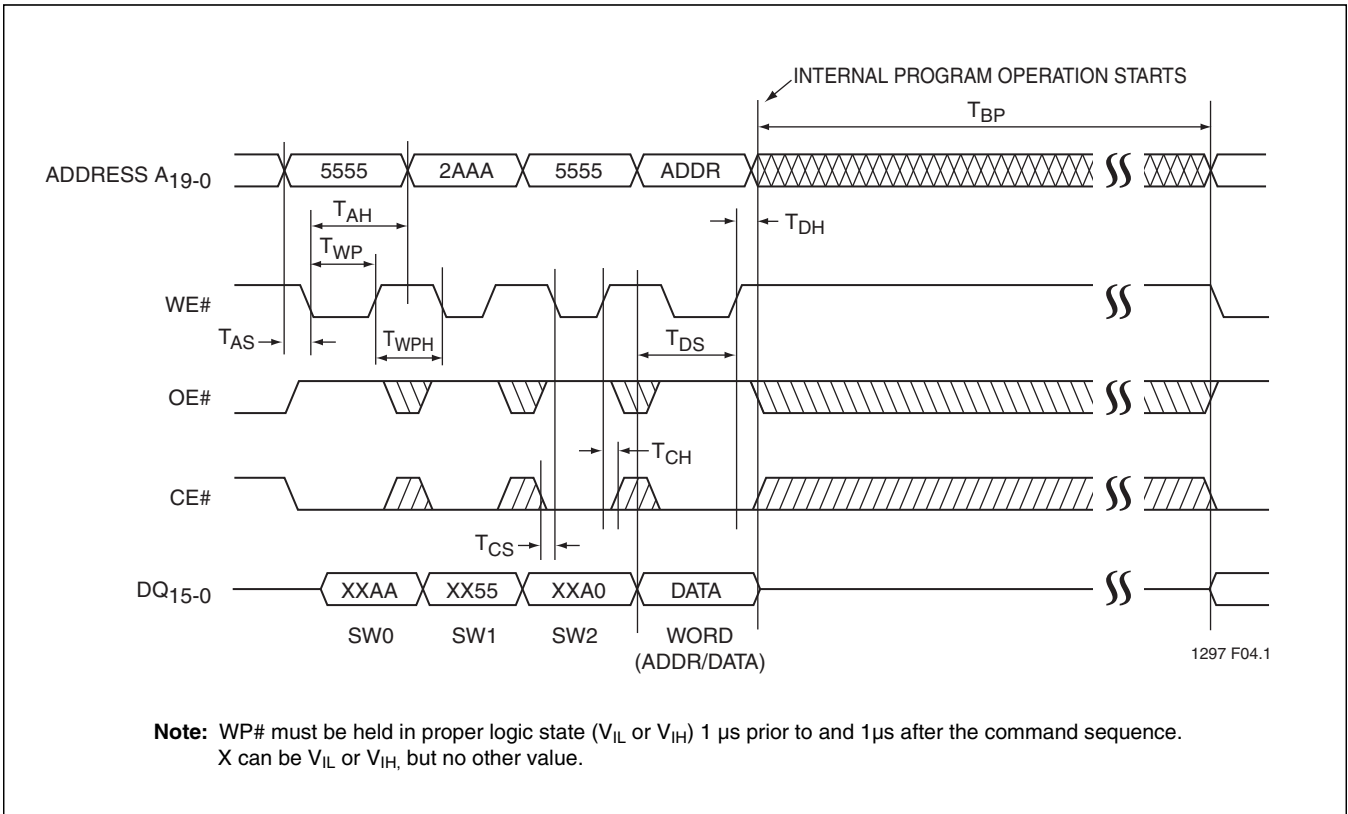 INTERNAL PROGRAM OPERATION STARTS
TBP
ADDRESS A19-0
5555 2AAA 5555 ADDR
TAH
TDH
TWP
WE#
TAS
TWPH
TDS
OE#
TCH
CE#
TCS
DQ15-0
XXAA XX55 XXA0 DATA
SW0 SW1 SW2 WORD
(ADDR/DATA)
1297 F04.1
Note: WP# must be held in proper logic state (VIL or VIH) 1 µs prior to and 1µs after the command sequence.
X can be VIL or VIH, but no other value.